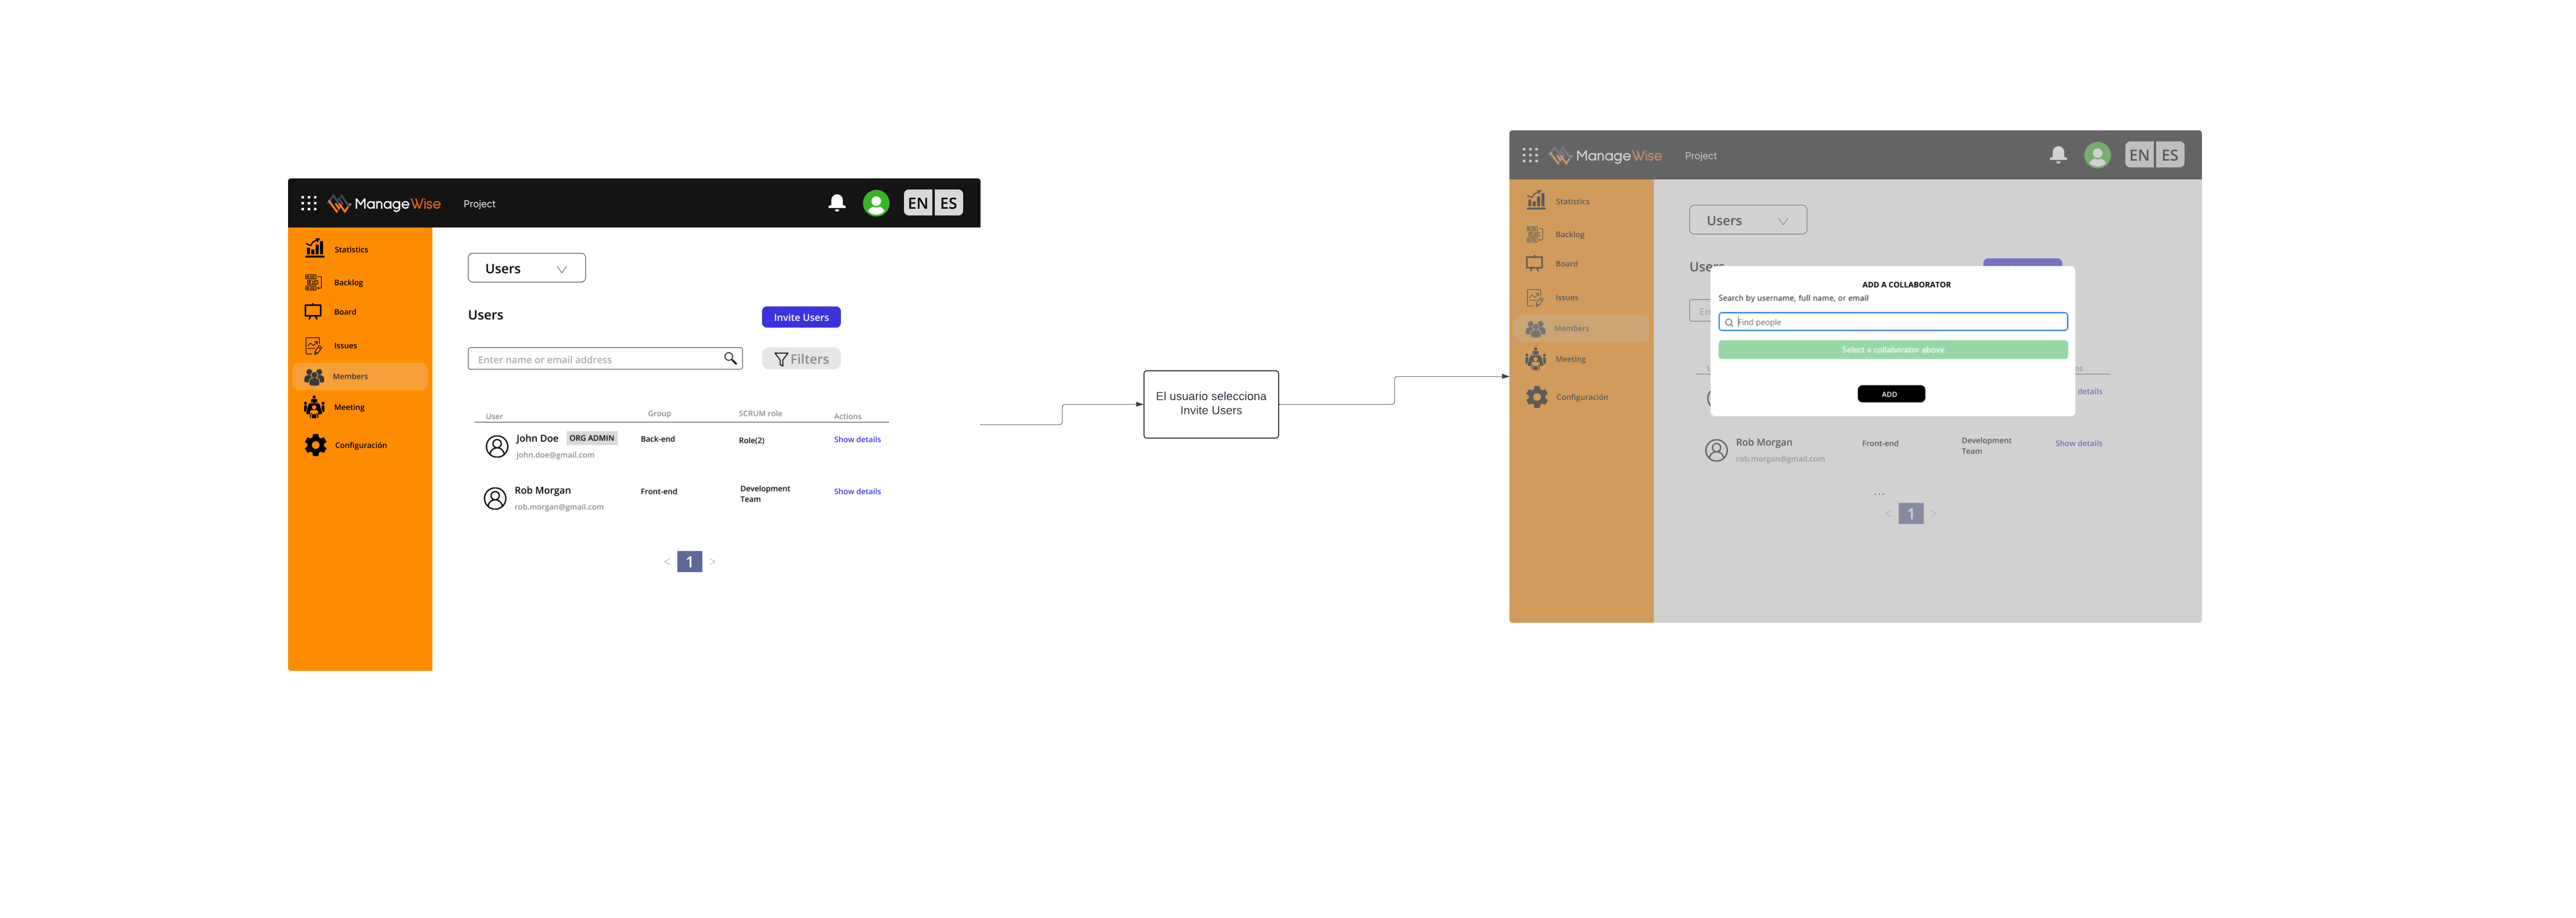 ManageWise
Project
EN ES
Statistics
Backlog
Board
Issues
Members
Meeting
Configuración
Users
Users
Invite Users
Enter name or email address
Filters
User Group SCRUM role Actions
John Doe ORG ADMIN Back-end Role(2) Show details
john.doe@gmail.com
Rob Morgan Front-end Development Show details
Team
rob.morgan@gmail.com
< 1 >
El usuario selecciona
Invite Users
ManageWise
Project
EN ES
Statistics
Backlog
Board
Issues
Members
Meeting
Configuración
Users
ADD A COLLABORATOR
Search by username, full name, or email
Find people
Select a collaborator above
ADD
details
Rob Morgan Front-end Development Show details
Team
rob.morgan@gmail.com
...
< 1 >